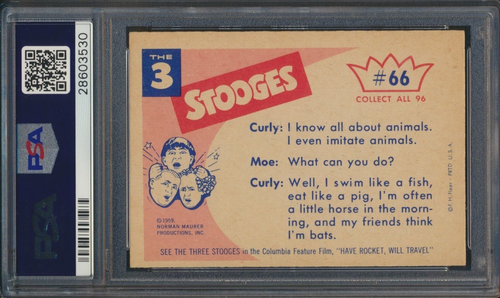 28603530
PSA
PSA
THE
3
STOOGES
#66
COLLECT ALL 96
Curly: I know all about animals.
I even imitate animals.
Moe: What can you do?
Curly: Well, I swim like a fish,
eat like a pig, I'm often
a little horse in the morn-
ing, and my friends think
I'm bats.
© 1959
NORMAN MAURER
PRODUCTIONS, INC.
© F. H. Fleer - PRTD U.S.A.
SEE THE THREE STOOGES in the Columbia Feature Film, "HAVE ROCKET, WILL TRAVEL"